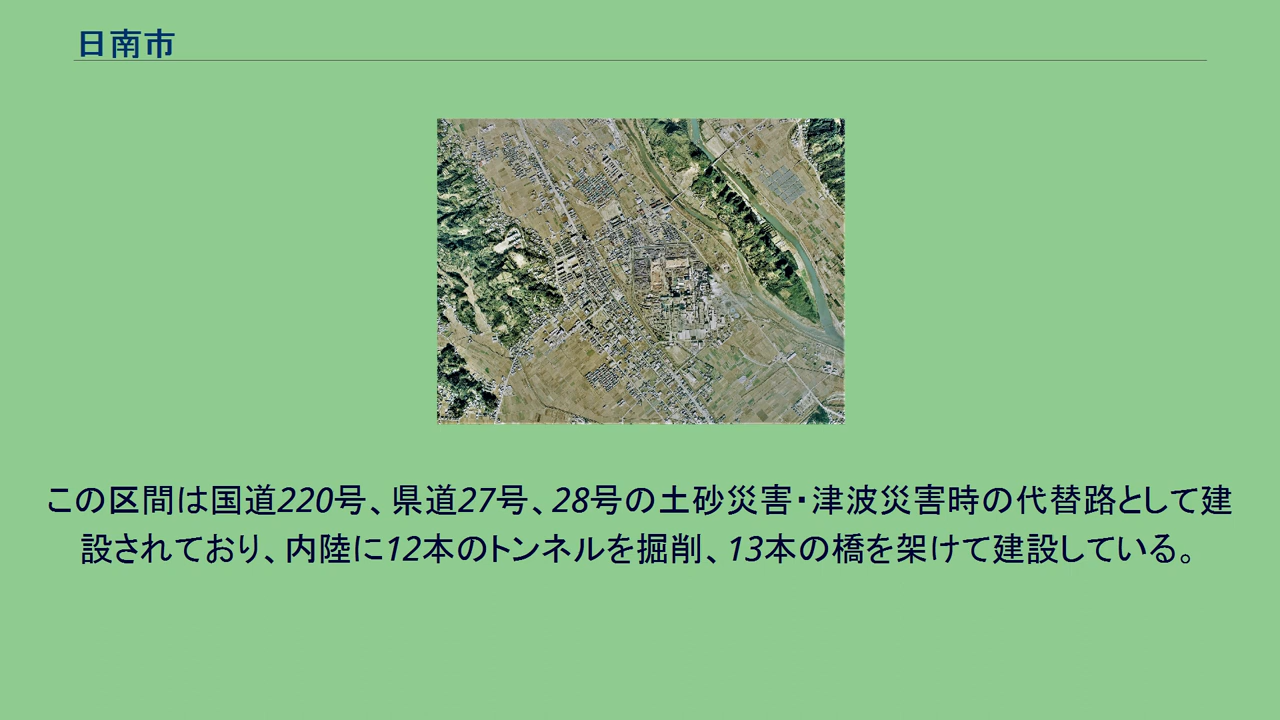 日南市
この区間は国道220号、県道27号、28号の土砂災害・津波災害時の代替路として建
設されており、内陸に12本のトンネルを掘削、13本の橋を架けて建設している。